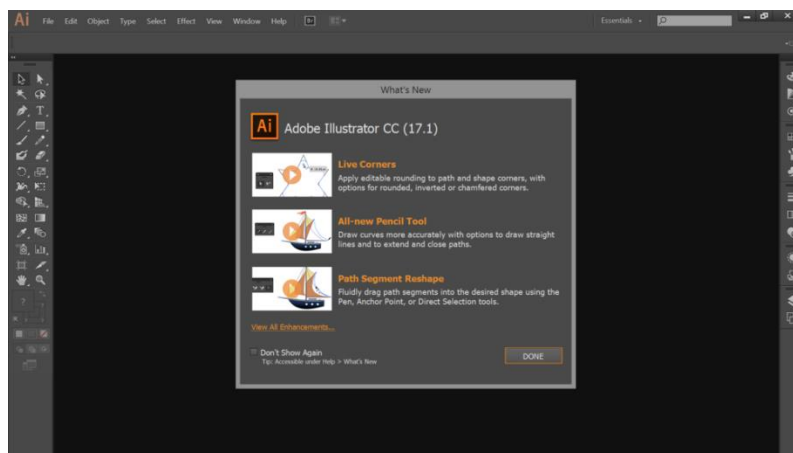 Ai File Edit Object Type Select Effect View Window Help Br Essentials
What's New
Ai Adobe Illustrator CC (17.1)
Live Corners
Apply editable rounding to path and shape corners, with
options for rounded, inverted or chamfered corners.
All-new Pencil Tool
Draw curves more accurately with options to draw straight
lines and to extend and close paths.
Path Segment Reshape
Fluidly drag path segments into the desired shape using the
Pen, Anchor Point, or Direct Selection tools.
View All Enhancements...
Don't Show Again
Tip: Accessible under Help > What's New
DONE